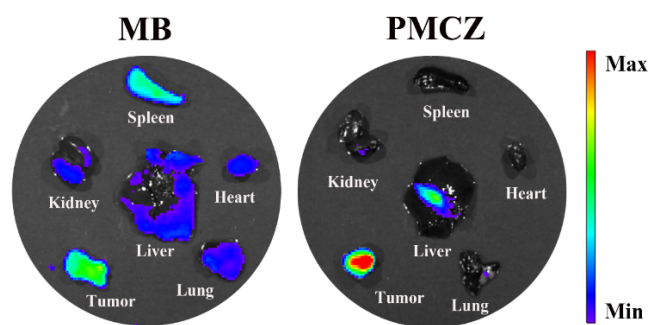 MB
PMCZ
Spleen
Kidney
Heart
Liver
Tumor
Lung
Spleen
Kidney
Heart
Liver
Tumor
Lung
Max
Min